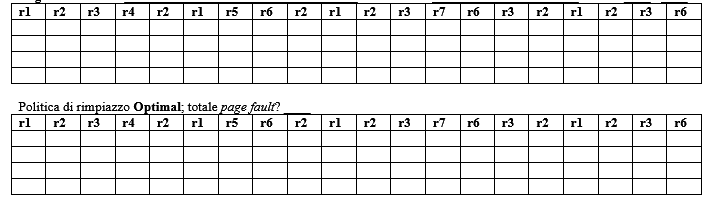 r1 r2 r3 r4 r2 r1 r5 r6 r2 r1 r2 r3 r7 r6 r3 r2 r1 r2 r3 r6
Politica di rimpiazzo Optimal; totale page fault? ____
r1 r2 r3 r4 r2 r1 r5 r6 r2 r1 r2 r3 r7 r6 r3 r2 r1 r2 r3 r6